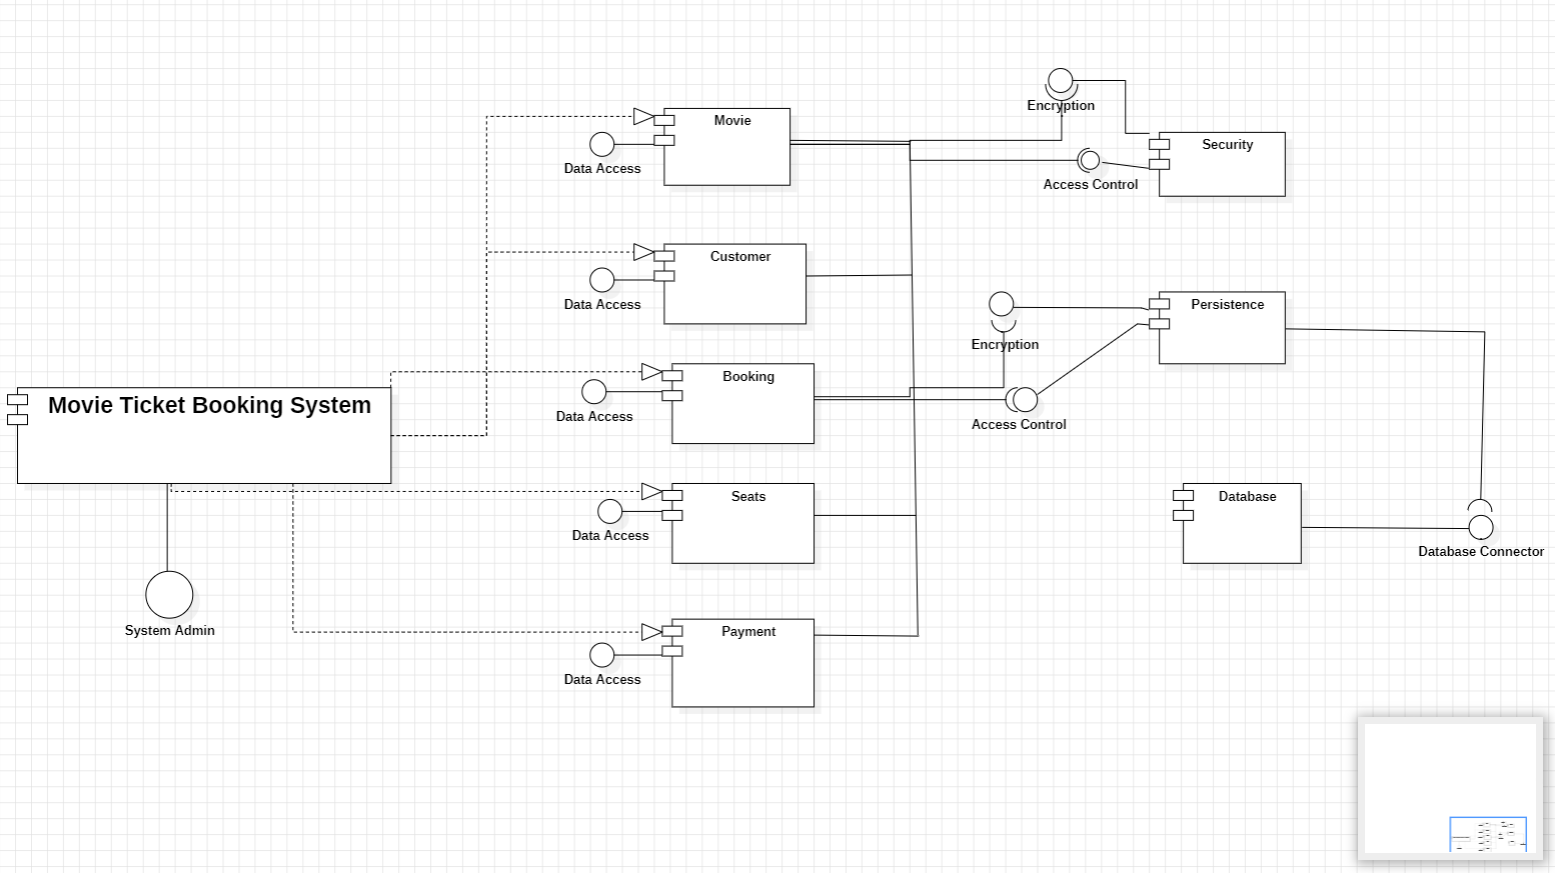 Encryption
Movie
Security
Data Access
Access Control
Customer
Data Access
Persistence
Encryption
Booking
Movie Ticket Booking System
Data Access
Access Control
Seats
Database
Data Access
Database Connector
System Admin
Payment
Data Access